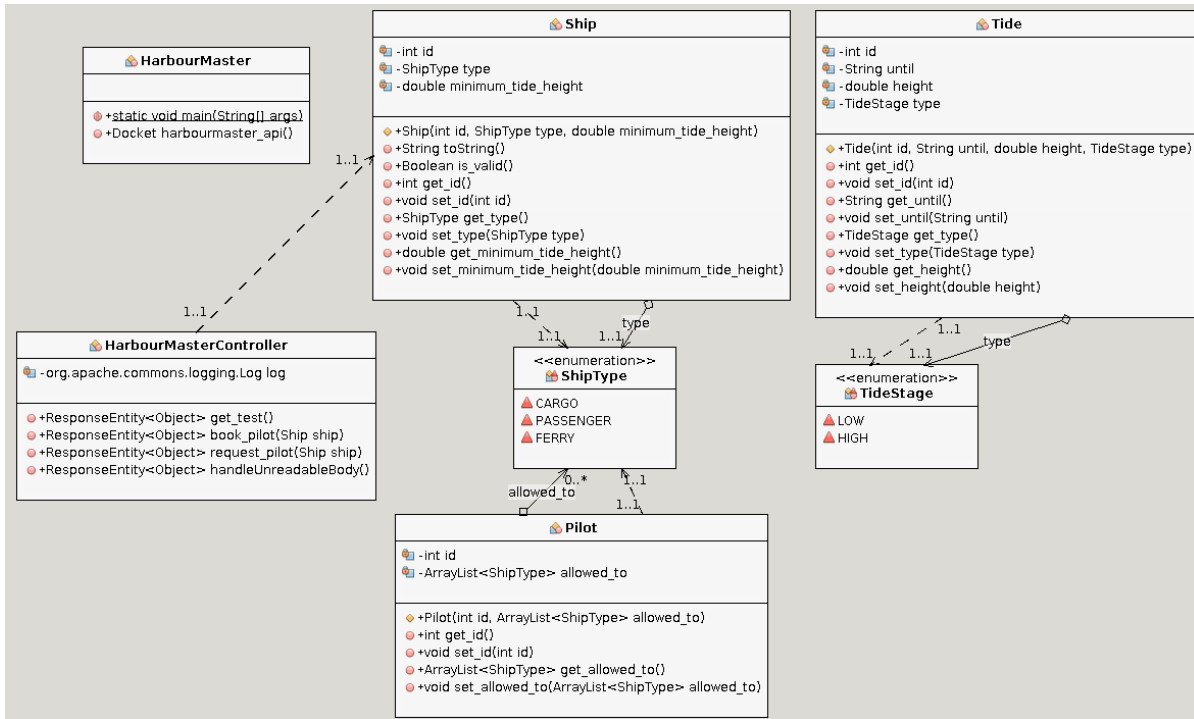 HarbourMaster
+static void main(String[] args)
+Docket harbourmaster_api()
Ship
-int id
-ShipType type
-double minimum_tide_height
+Ship(int id, ShipType type, double minimum_tide_height)
+String toString()
+Boolean is_valid()
+int get_id()
+void set_id(int id)
+ShipType get_type()
+void set_type(ShipType type)
+double get_minimum_tide_height()
+void set_minimum_tide_height(double minimum_tide_height)
Tide
-int id
-String until
-double height
-TideStage type
+Tide(int id, String until, double height, TideStage type)
+int get_id()
+void set_id(int id)
+String get_until()
+void set_until(String until)
+TideStage get_type()
+void set_type(TideStage type)
+double get_height()
+void set_height(double height)
1..1
1..1
HarbourMasterController
-org.apache.commons.logging.Log log
+ResponseEntity<Object> get_test()
+ResponseEntity<Object> book_pilot(Ship ship)
+ResponseEntity<Object> request_pilot(Ship ship)
+ResponseEntity<Object> handleUnreadableBody()
1..1
type
1..1
1..1
<<enumeration>>
ShipType
CARGO
PASSENGER
FERRY
1..1
type
1..1
1..1
<<enumeration>>
TideStage
LOW
HIGH
0..*
1..1
allowed_to
1..1
Pilot
-int id
-ArrayList<ShipType> allowed_to
+Pilot(int id, ArrayList<ShipType> allowed_to)
+int get_id()
+void set_id(int id)
+ArrayList<ShipType> get_allowed_to()
+void set_allowed_to(ArrayList<ShipType> allowed_to)